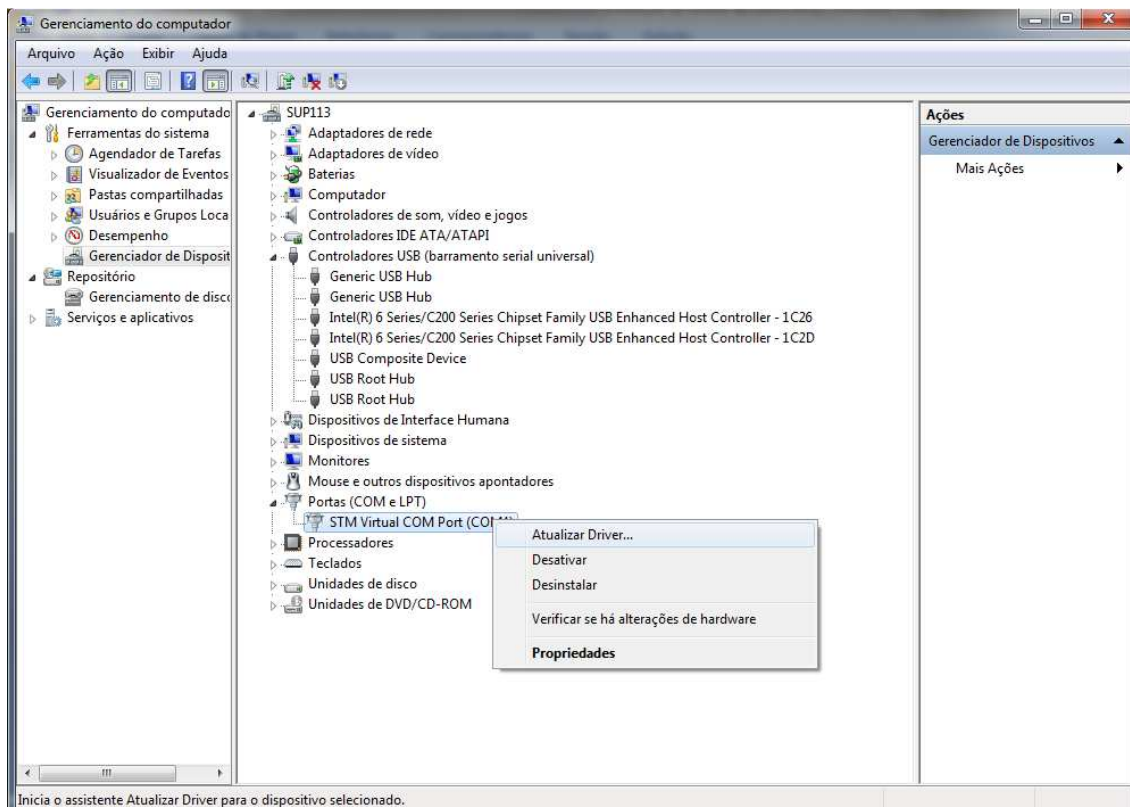 Gerenciamento do computador
Arquivo Ação Exibir Ajuda
Gerenciamento do computado
Ferramentas do sistema
Agendador de Tarefas
Visualizador de Eventos
Pastas compartilhadas
Usuários e Grupos Loca
Desempenho
Gerenciador de Disposit
Repositório
Gerenciamento de disco
Serviços e aplicativos
SUP113
Adaptadores de rede
Adaptadores de vídeo
Baterias
Computador
Controladores de som, vídeo e jogos
Controladores IDE ATA/ATAPI
Controladores USB (barramento serial universal)
Generic USB Hub
Generic USB Hub
Intel(R) 6 Series/C200 Series Chipset Family USB Enhanced Host Controller - 1C26
Intel(R) 6 Series/C200 Series Chipset Family USB Enhanced Host Controller - 1C2D
USB Composite Device
USB Root Hub
USB Root Hub
Dispositivos de Interface Humana
Dispositivos de sistema
Monitores
Mouse e outros dispositivos apontadores
Portas (COM e LPT)
STM Virtual COM Port
Processadores
Teclados
Unidades de disco
Unidades de DVD/CD-ROM
Atualizar Driver...
Desativar
Desinstalar
Verificar se há alterações de hardware
Propriedades
Ações
Gerenciador de Dispositivos
Mais Ações
Inicia o assistente Atualizar Driver para o dispositivo selecionado.